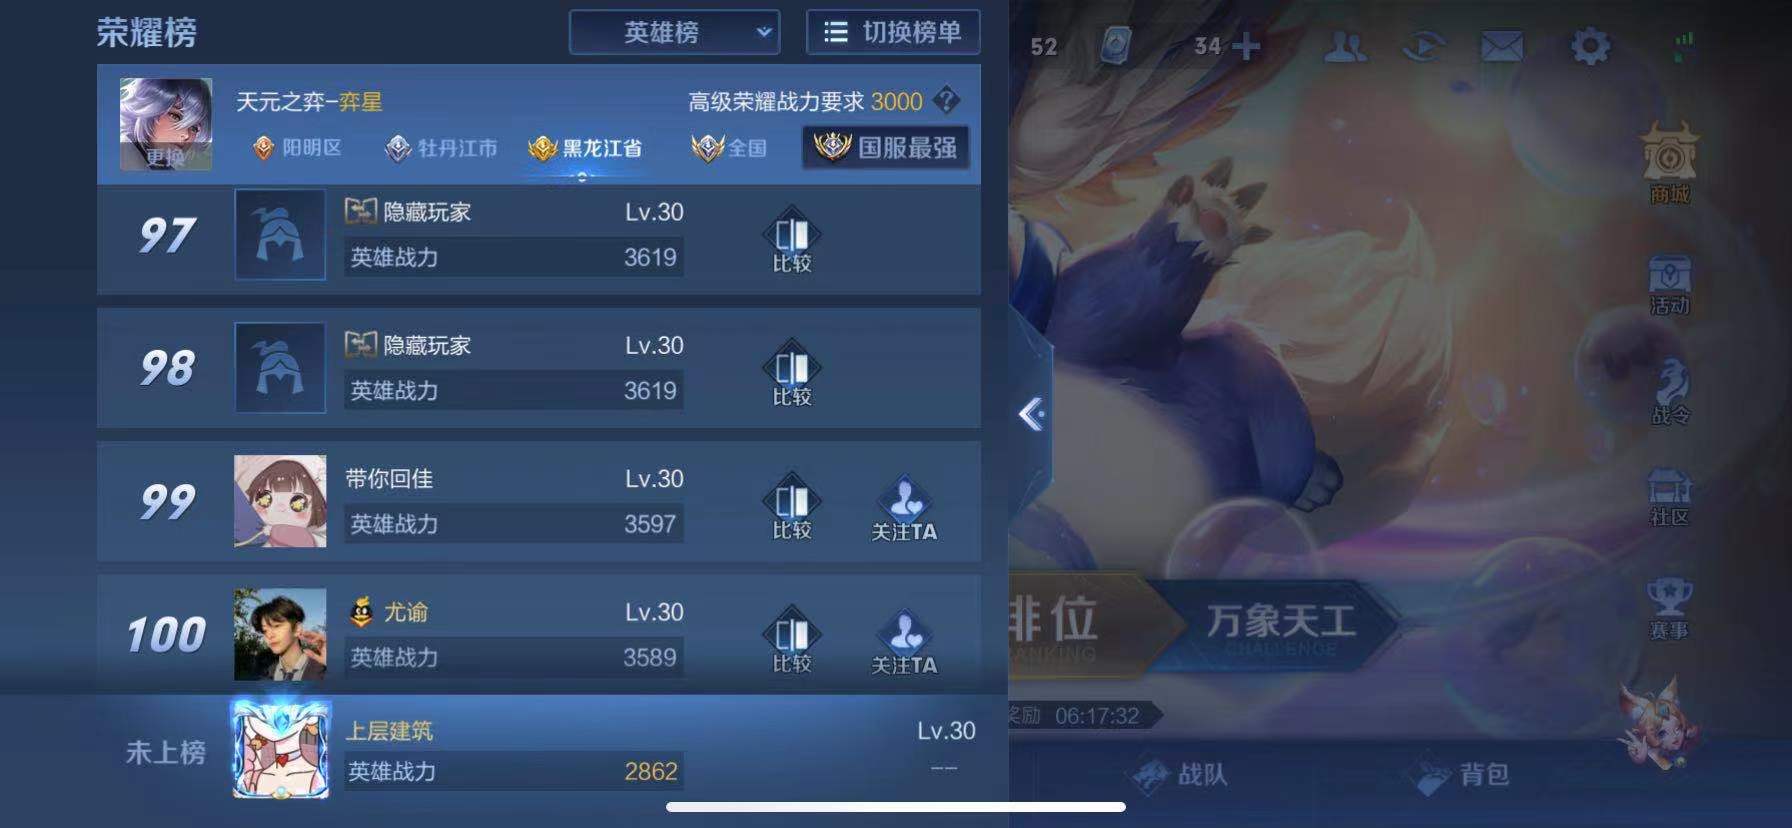 荣耀榜
英雄榜
切换榜单
天元之弈-弈星
高级荣耀战力要求 3000 ?
更换
阳明区
牡丹江市
黑龙江省
全国
国服最强
97
隐藏玩家
Lv.30
英雄战力
3619
比较
98
隐藏玩家
Lv.30
英雄战力
3619
比较
99
带你回佳
Lv.30
英雄战力
3597
比较
关注TA
100
尤谕
Lv.30
英雄战力
3589
比较
关注TA
未上榜
上层建筑
Lv.30
英雄战力
2862
--
52
34
商城
活动
战令
社区
赛事
排位
RANKING
万象天工
CHALLENGE
奖励 06:17:32
战队
背包